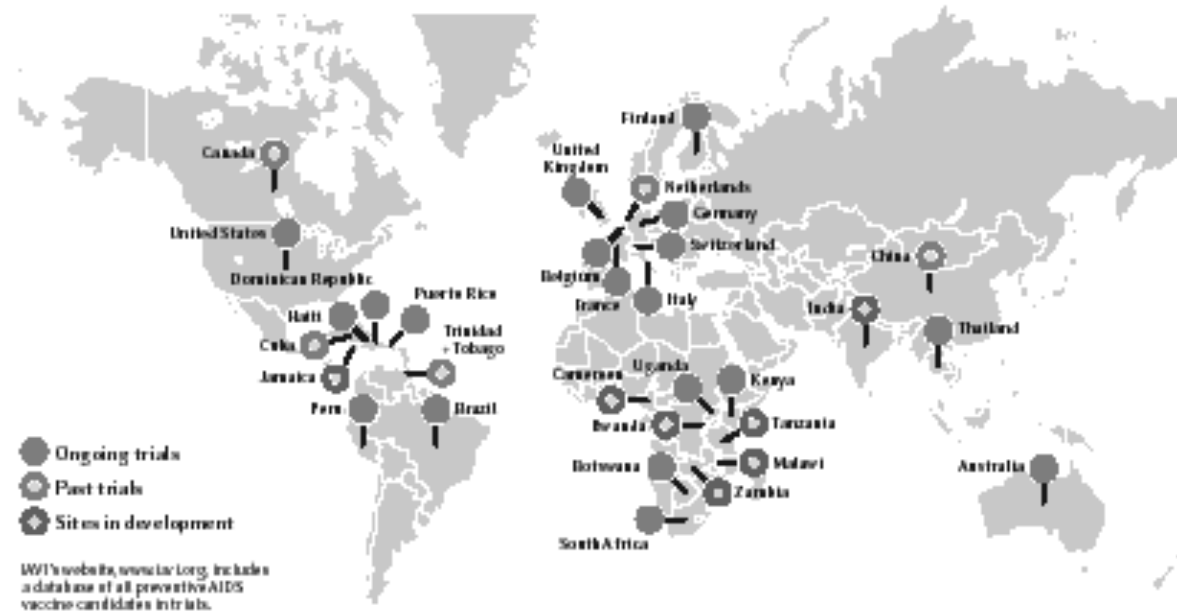 Finland
United
Kingdom
Canada
Netherlands
Germany
United States
Switzerland
China
Dominican Republic
Belgium
Puerto Rico
France
Italy
India
Haiti
Thailand
Trinidad
+ Tobago
Cuba
Uganda
Cameroon
Jamaica
Kenya
Peru
Brazil
Rwanda
Tanzania
Ongoing trials
Botswana
Malawi
Australia
Past trials
Zambia
Sites in development
South Africa
IAVI's website, www.iavi.org, includes
a database of all preventive AIDS
vaccine candidates in trials.